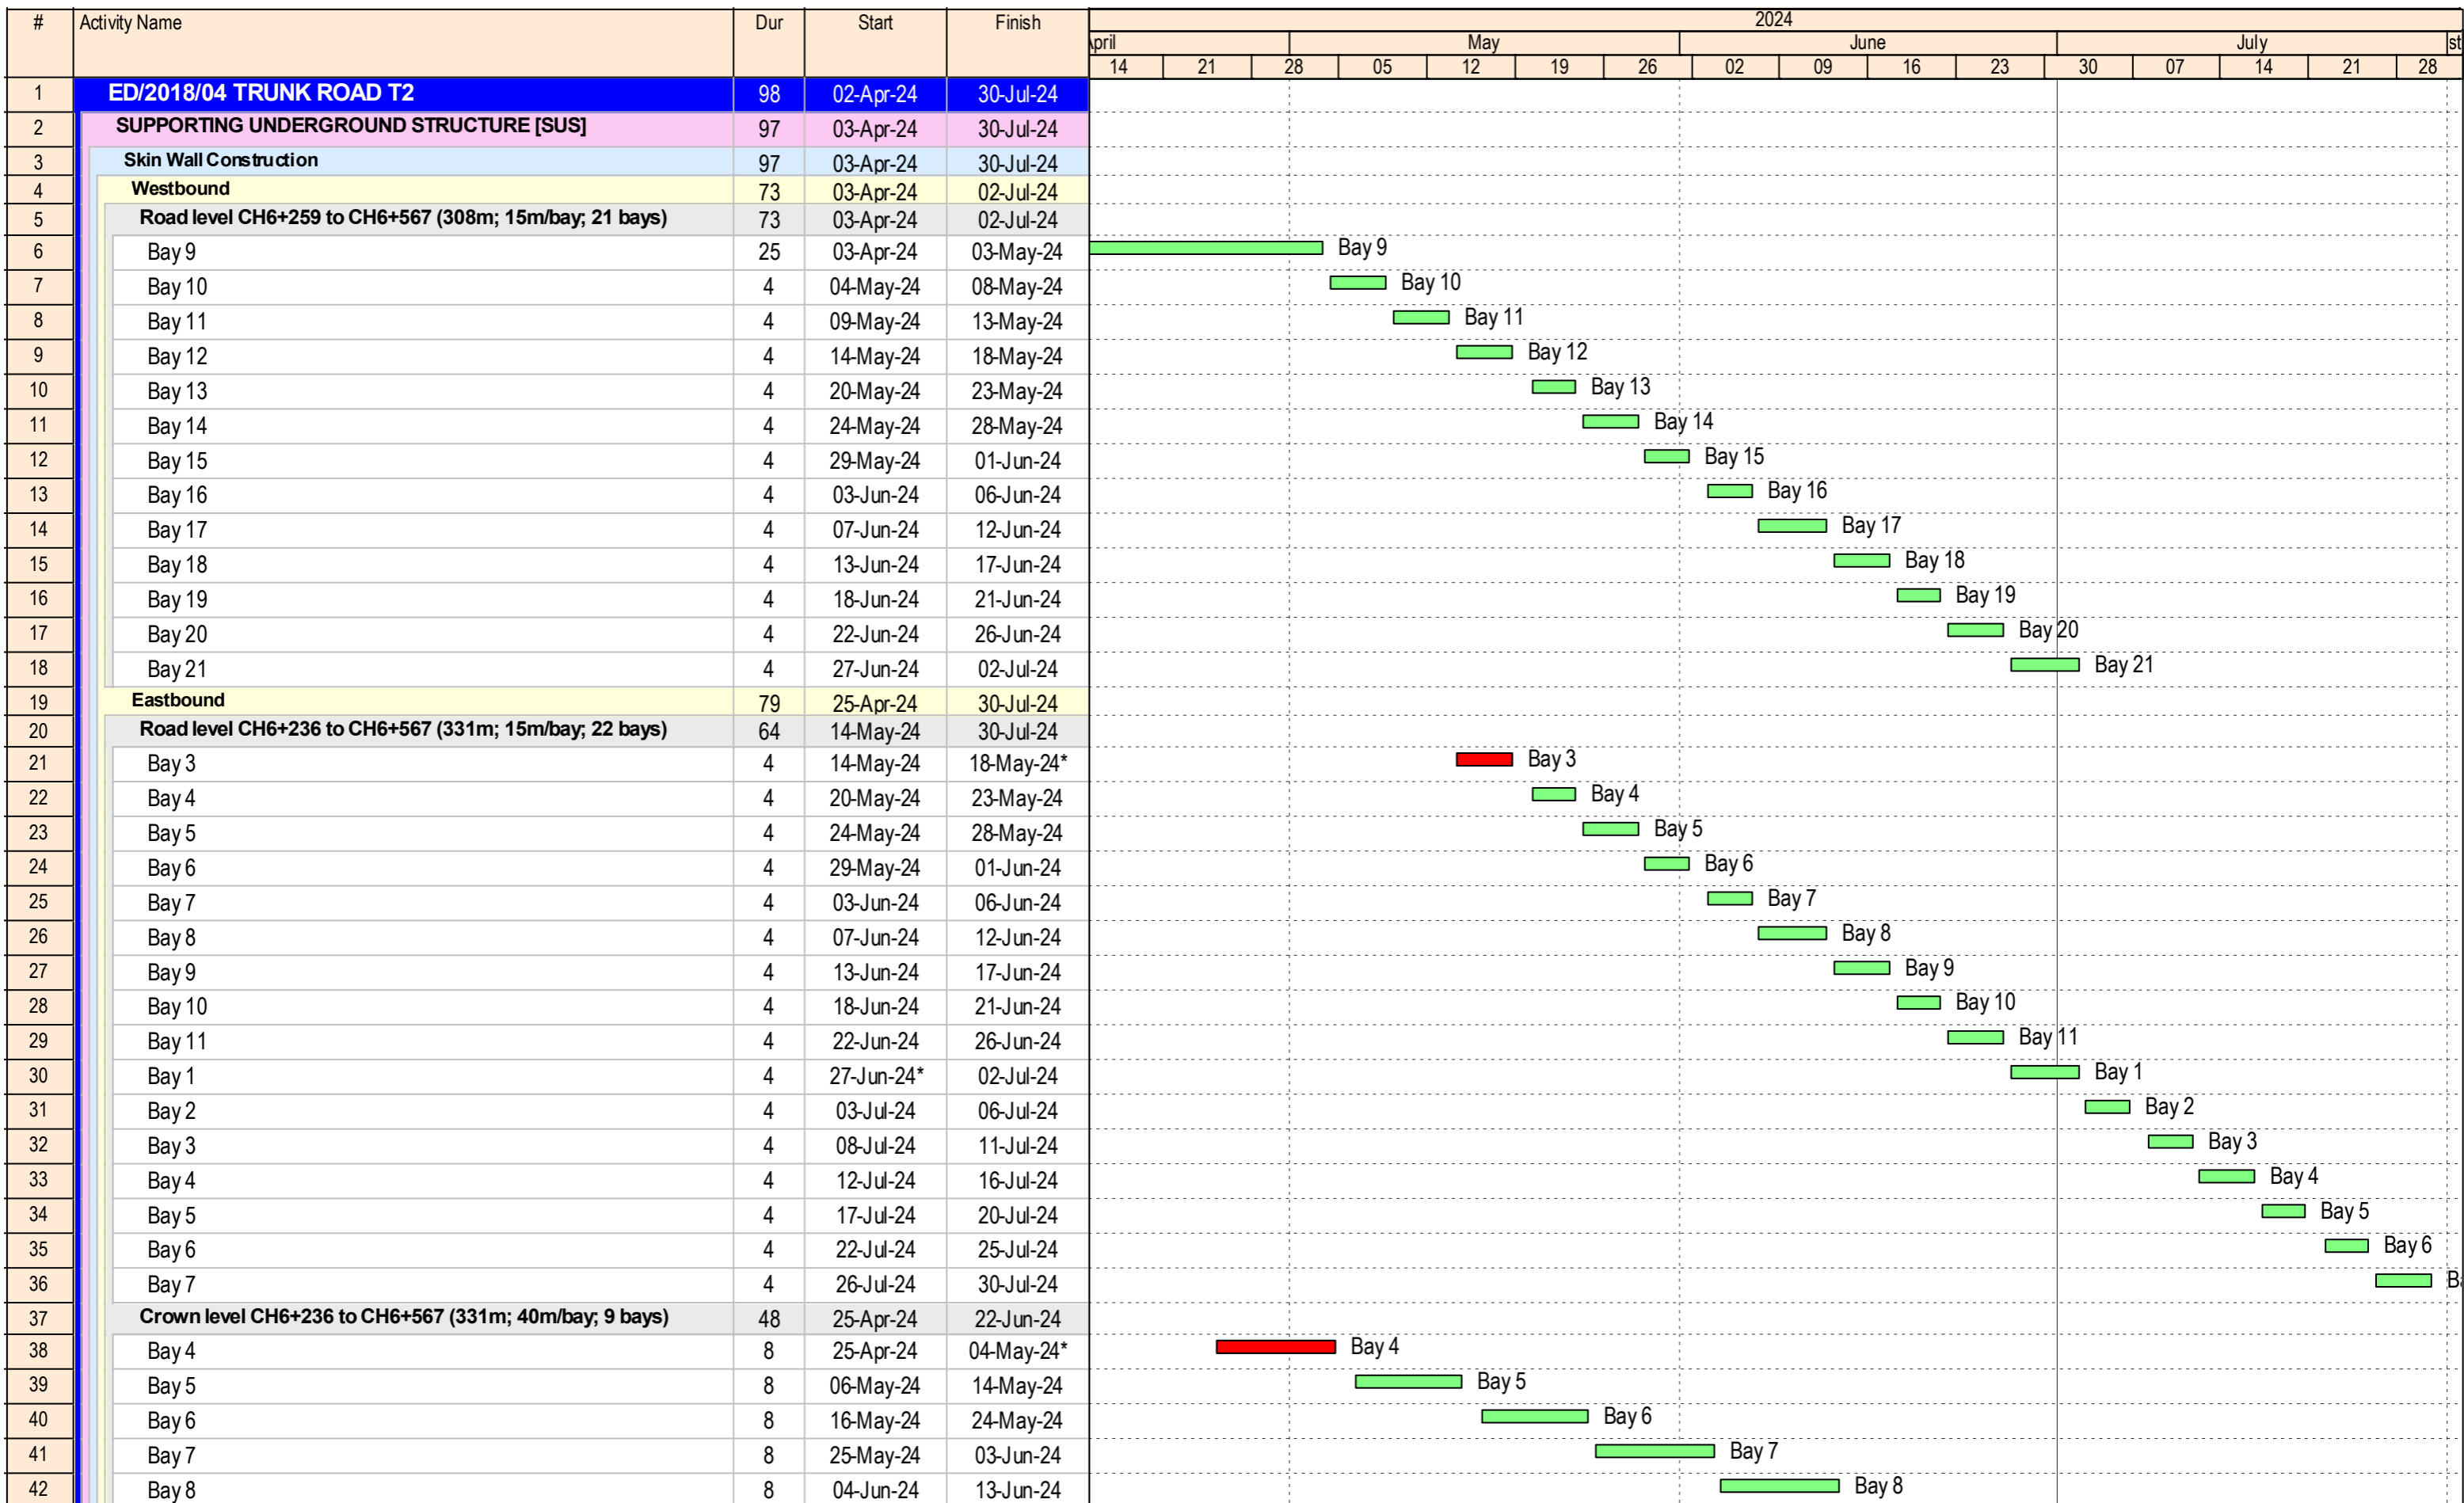 # Activity Name Dur Start Finish 2024
April May June July st
14 21 28 05 12 19 26 02 09 16 23 30 07 14 21 28
1 ED/2018/04 TRUNK ROAD T2 98 02-Apr-24 30-Jul-24
2 SUPPORTING UNDERGROUND STRUCTURE [SUS] 97 03-Apr-24 30-Jul-24
3 Skin Wall Construction 97 03-Apr-24 30-Jul-24
4 Westbound 73 03-Apr-24 02-Jul-24
5 Road level CH6+259 to CH6+567 (308m; 15m/bay; 21 bays) 73 03-Apr-24 02-Jul-24
6 Bay 9 25 03-Apr-24 03-May-24 Bay 9
7 Bay 10 4 04-May-24 08-May-24 Bay 10
8 Bay 11 4 09-May-24 13-May-24 Bay 11
9 Bay 12 4 14-May-24 18-May-24 Bay 12
10 Bay 13 4 20-May-24 23-May-24 Bay 13
11 Bay 14 4 24-May-24 28-May-24 Bay 14
12 Bay 15 4 29-May-24 01-Jun-24 Bay 15
13 Bay 16 4 03-Jun-24 06-Jun-24 Bay 16
14 Bay 17 4 07-Jun-24 12-Jun-24 Bay 17
15 Bay 18 4 13-Jun-24 17-Jun-24 Bay 18
16 Bay 19 4 18-Jun-24 21-Jun-24 Bay 19
17 Bay 20 4 22-Jun-24 26-Jun-24 Bay 20
18 Bay 21 4 27-Jun-24 02-Jul-24 Bay 21
19 Eastbound 79 25-Apr-24 30-Jul-24
20 Road level CH6+236 to CH6+567 (331m; 15m/bay; 22 bays) 64 14-May-24 30-Jul-24
21 Bay 3 4 14-May-24 18-May-24* Bay 3
22 Bay 4 4 20-May-24 23-May-24 Bay 4
23 Bay 5 4 24-May-24 28-May-24 Bay 5
24 Bay 6 4 29-May-24 01-Jun-24 Bay 6
25 Bay 7 4 03-Jun-24 06-Jun-24 Bay 7
26 Bay 8 4 07-Jun-24 12-Jun-24 Bay 8
27 Bay 9 4 13-Jun-24 17-Jun-24 Bay 9
28 Bay 10 4 18-Jun-24 21-Jun-24 Bay 10
29 Bay 11 4 22-Jun-24 26-Jun-24 Bay 11
30 Bay 1 4 27-Jun-24* 02-Jul-24 Bay 1
31 Bay 2 4 03-Jul-24 06-Jul-24 Bay 2
32 Bay 3 4 08-Jul-24 11-Jul-24 Bay 3
33 Bay 4 4 12-Jul-24 16-Jul-24 Bay 4
34 Bay 5 4 17-Jul-24 20-Jul-24 Bay 5
35 Bay 6 4 22-Jul-24 25-Jul-24 Bay 6
36 Bay 7 4 26-Jul-24 30-Jul-24
37 Crown level CH6+236 to CH6+567 (331m; 40m/bay; 9 bays) 48 25-Apr-24 22-Jun-24
38 Bay 4 8 25-Apr-24 04-May-24* Bay 4
39 Bay 5 8 06-May-24 14-May-24 Bay 5
40 Bay 6 8 16-May-24 24-May-24 Bay 6
41 Bay 7 8 25-May-24 03-Jun-24 Bay 7
42 Bay 8 8 04-Jun-24 13-Jun-24 Bay 8